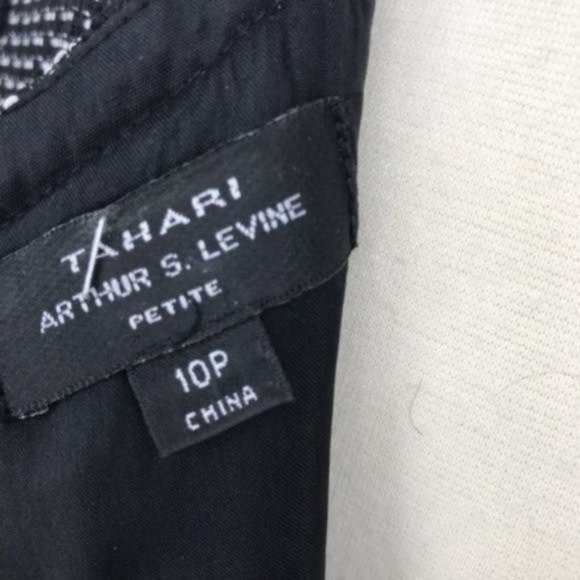 TAHARI
ARTHUR S. LEVINE
PETITE
10P
CHINA